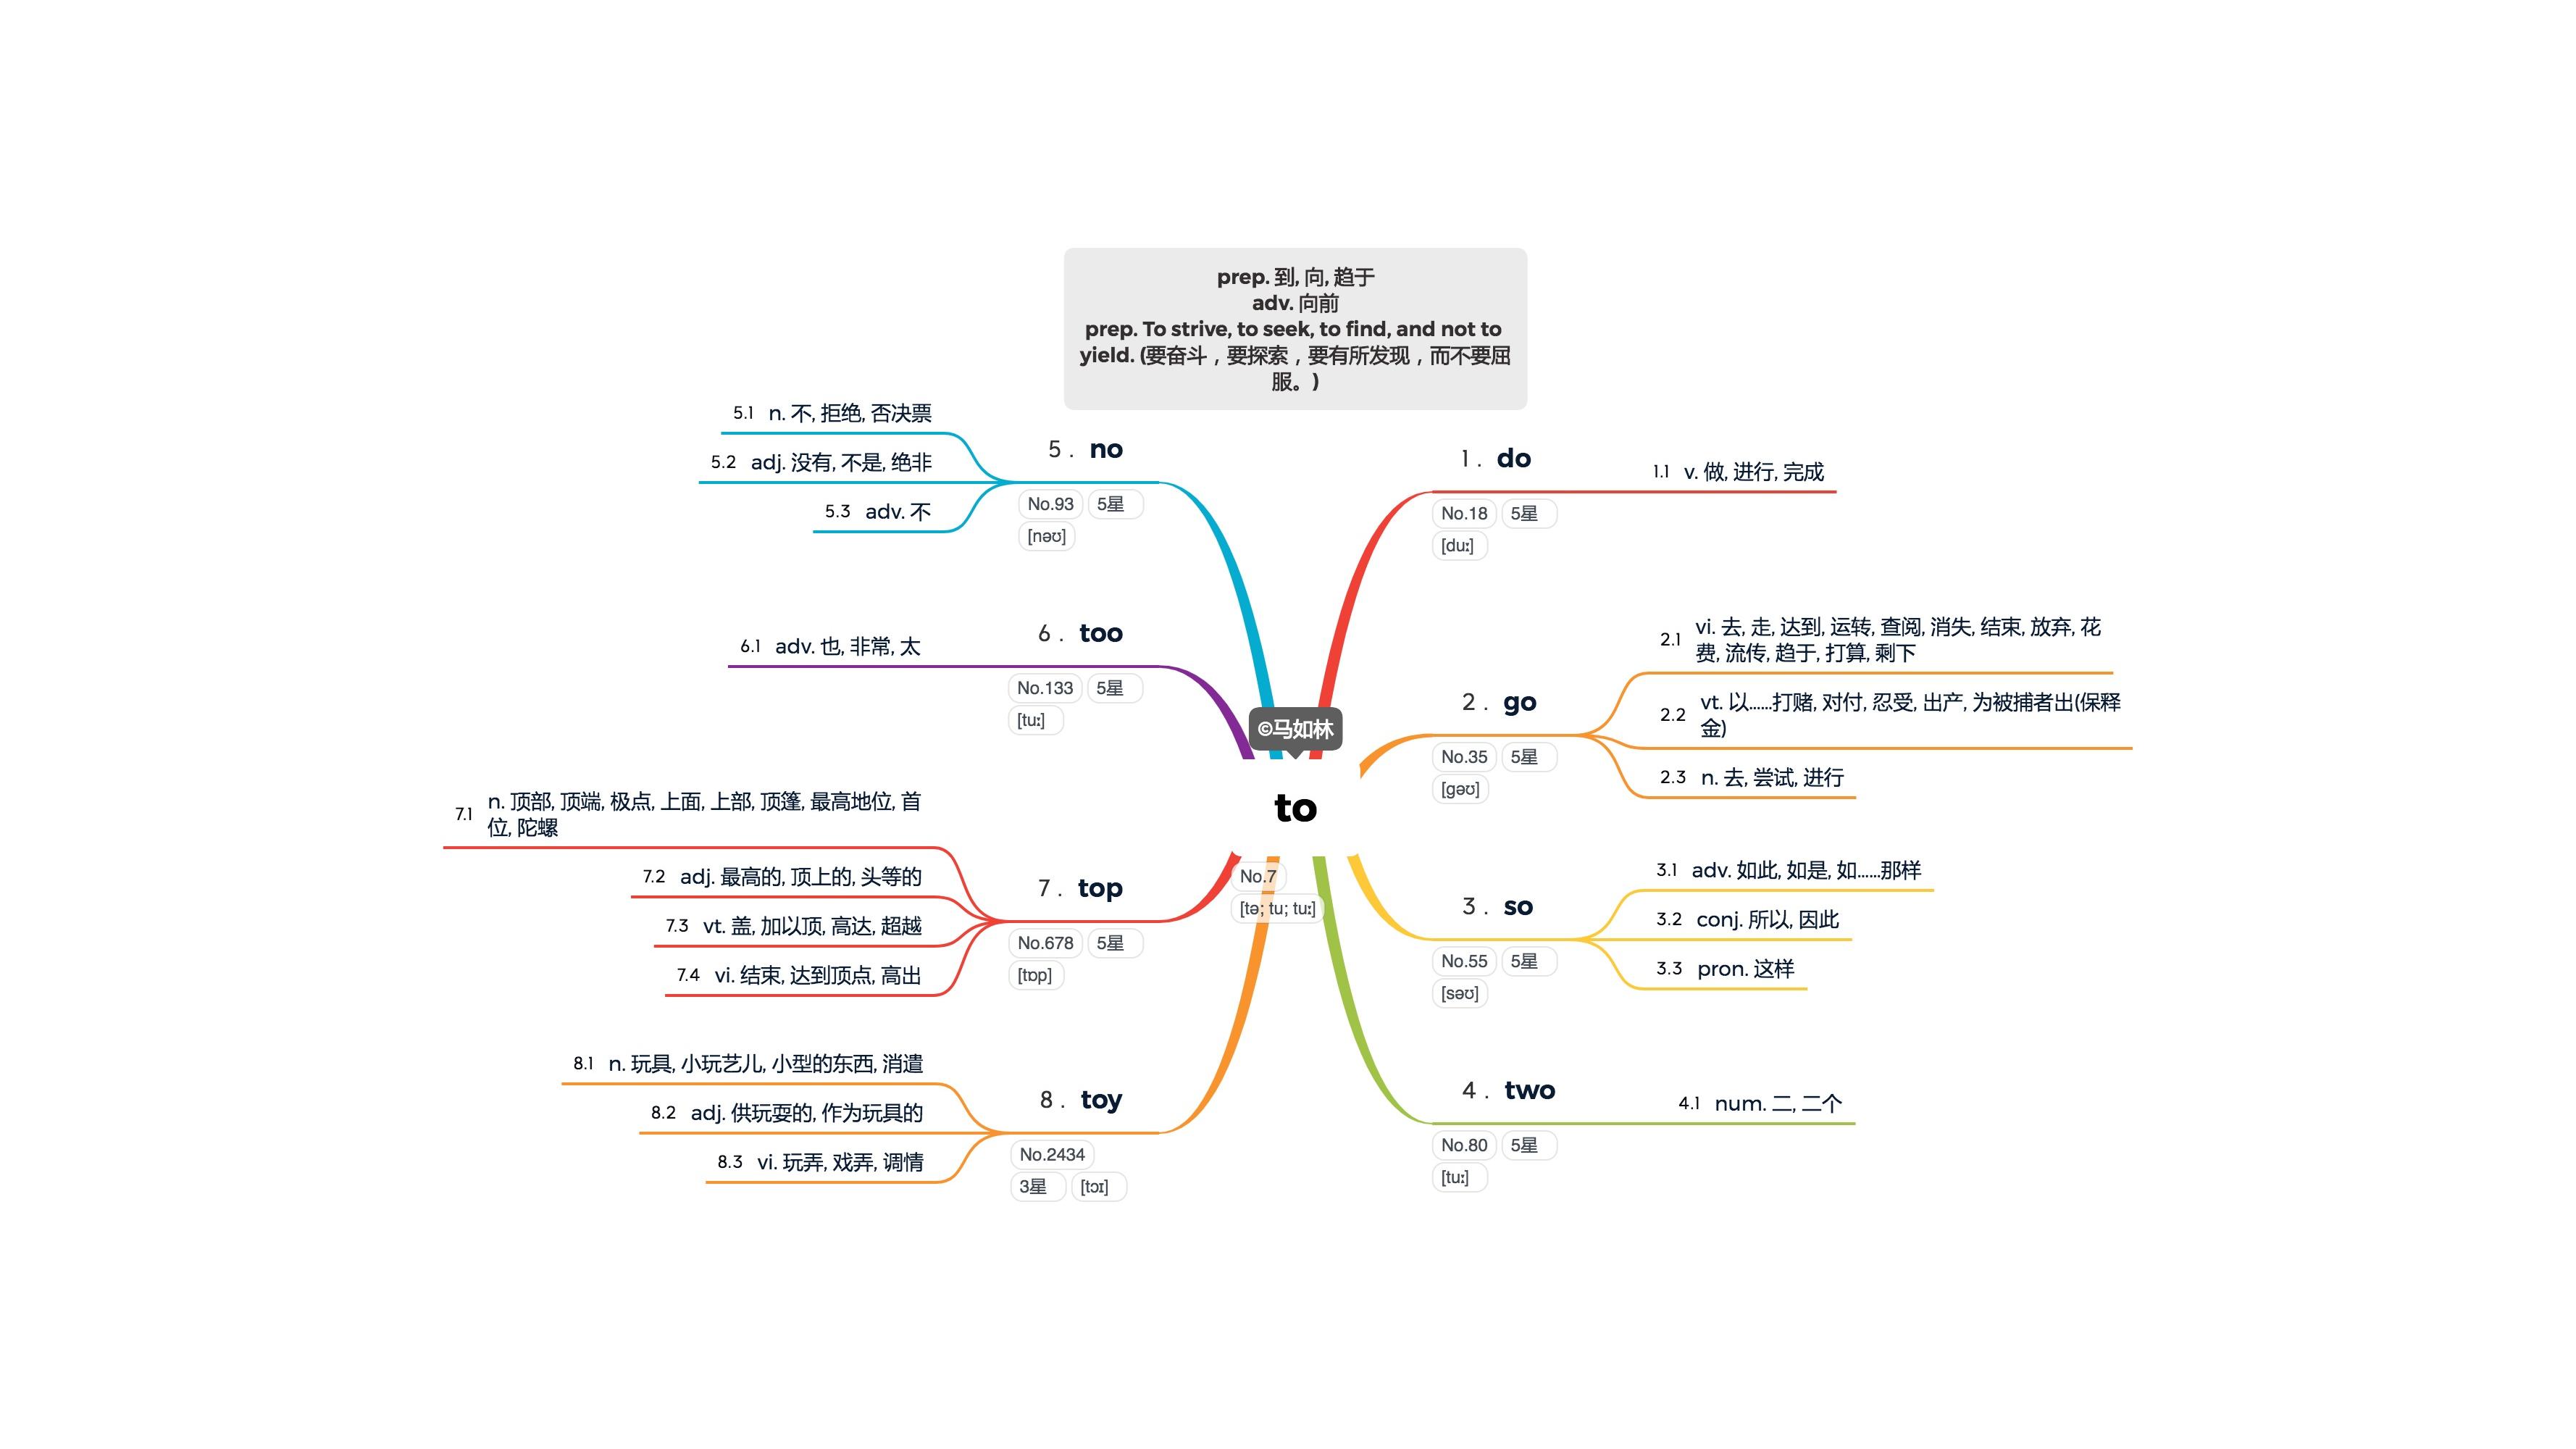 prep. 到, 向, 趋于
adv. 向前
prep. To strive, to seek, to find, and not to
yield. (要奋斗，要探索，要有所发现，而不要屈
服。)
©马如林
to
No.7
[tə; tu; tuː]
1. do
No.18 5星
[duː]
1.1 v. 做, 进行, 完成
2. go
No.35 5星
[ɡəʊ]
2.1 vi. 去, 走, 达到, 运转, 查阅, 消失, 结束, 放弃, 花
费, 流传, 趋于, 打算, 剩下
2.2 vt. 以……打赌, 对付, 忍受, 出产, 为被捕者出(保释
金)
2.3 n. 去, 尝试, 进行
3. so
No.55 5星
[səʊ]
3.1 adv. 如此, 如是, 如……那样
3.2 conj. 所以, 因此
3.3 pron. 这样
4. two
No.80 5星
[tuː]
4.1 num. 二, 二个
5. no
No.93 5星
[nəʊ]
5.1 n. 不, 拒绝, 否决票
5.2 adj. 没有, 不是, 绝非
5.3 adv. 不
6. too
No.133 5星
[tuː]
6.1 adv. 也, 非常, 太
7. top
No.678 5星
[tɒp]
7.1 n. 顶部, 顶端, 极点, 上面, 上部, 顶篷, 最高地位, 首
位, 陀螺
7.2 adj. 最高的, 顶上的, 头等的
7.3 vt. 盖, 加以顶, 高达, 超越
7.4 vi. 结束, 达到顶点, 高出
8. toy
No.2434
3星 [tɔɪ]
8.1 n. 玩具, 小玩艺儿, 小型的东西, 消遣
8.2 adj. 供玩耍的, 作为玩具的
8.3 vi. 玩弄, 戏弄, 调情